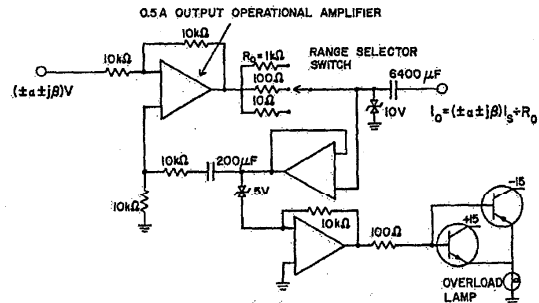 0.5A OUTPUT OPERATIONAL AMPLIFIER
10kΩ
10kΩ
(±α±jβ)V
R₀=1kΩ
100Ω
10Ω
RANGE SELECTOR
SWITCH
6400μF
10V
I₀=(±α±jβ)Iₛ÷R₀
10kΩ
200μF
10kΩ
5V
10kΩ
100Ω
-15
+15
OVERLOAD
LAMP